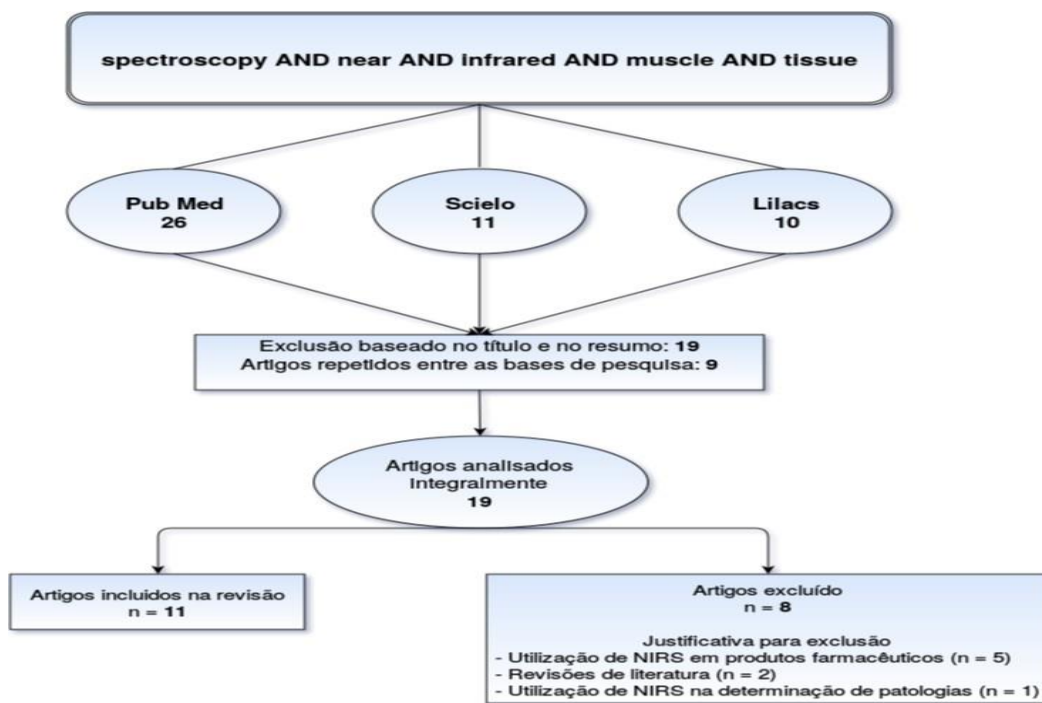 spectroscopy AND near AND infrared AND muscle AND tissue
Pub Med
26
Scielo
11
Lilacs
10
Exclusão baseado no título e no resumo: 19
Artigos repetidos entre as bases de pesquisa: 9
Artigos analisados
Integralmente
19
Artigos incluidos na revisão
n = 11
Artigos excluído
n = 8
Justificativa para exclusão
- Utilização de NIRS em produtos farmacêuticos (n = 5)
- Revisões de literatura (n = 2)
- Utilização de NIRS na determinação de patologias (n = 1)